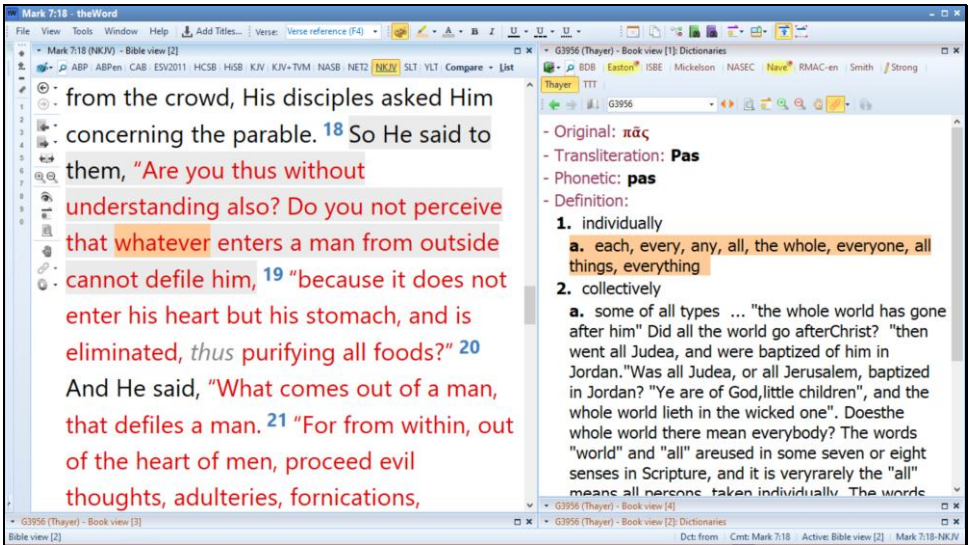 Mark 7:18 - theWord
File View Tools Window Help Add Titles... Verse: Verse reference (F4) A B I U U U
Mark 7:18 (NKJV) - Bible view [2]
ABP ABPen CAB ESV2011 HCSB HiSB KJV KJV+TVM NASB NET2 NKJV SLT YLT Compare List
from the crowd, His disciples asked Him
concerning the parable. 18 So He said to
them, “Are you thus without
understanding also? Do you not perceive
that whatever enters a man from outside
cannot defile him, 19 “because it does not
enter his heart but his stomach, and is
eliminated, thus purifying all foods?” 20
And He said, “What comes out of a man,
that defiles a man. 21 “For from within, out
of the heart of men, proceed evil
thoughts, adulteries, fornications,
G3956 (Thayer) - Book view [3]
G3956 (Thayer) - Book view [1]: Dictionaries
BDB Easton ISBE Mickelson NASEC Nave RMAC-en Smith Strong
Thayer TTT
G3956
- Original: πᾶς
- Transliteration: Pas
- Phonetic: pas
- Definition:
1. individually
a. each, every, any, all, the whole, everyone, all
things, everything
2. collectively
a. some of all types ... "the whole world has gone
after him" Did all the world go afterChrist? "then
went all Judea, and were baptized of him in
Jordan."Was all Judea, or all Jerusalem, baptized
in Jordan? "Ye are of God,little children", and the
whole world lieth in the wicked one". Doesthe
whole world there mean everybody? The words
"world" and "all" areused in some seven or eight
senses in Scripture, and it is veryrarely the "all"
means all persons, taken individually. The words
G3956 (Thayer) - Book view [4]
G3956 (Thayer) - Book view [2]: Dictionaries
Bible view [2] Dct: from Cmt: Mark 7:18 Active: Bible view [2] Mark 7:18-NKJV